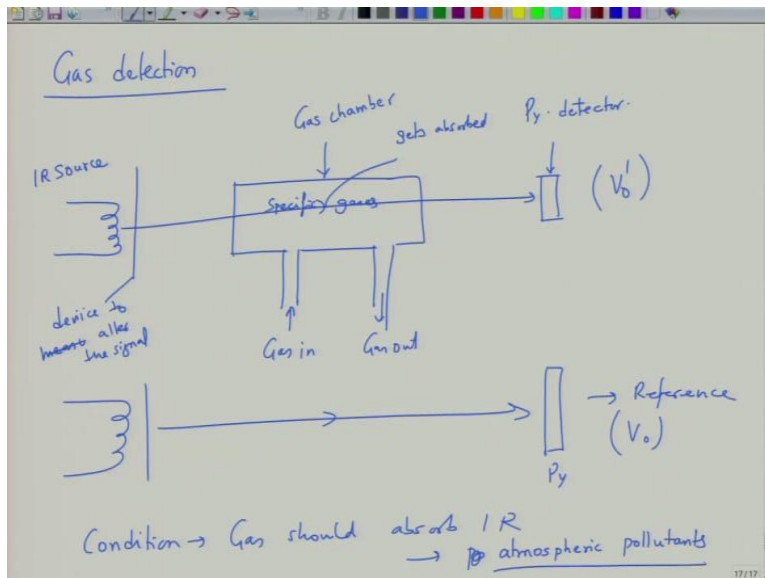 Gas detection
Gas chamber
gets absorbed
Py. detector.
IR Source
Specific gases
(V₀')
device to
alter
the signal
Gas in
Gas out
→ Reference
(V₀)
Py
Condition → Gas should absorb IR
→ atmospheric pollutants
17/17